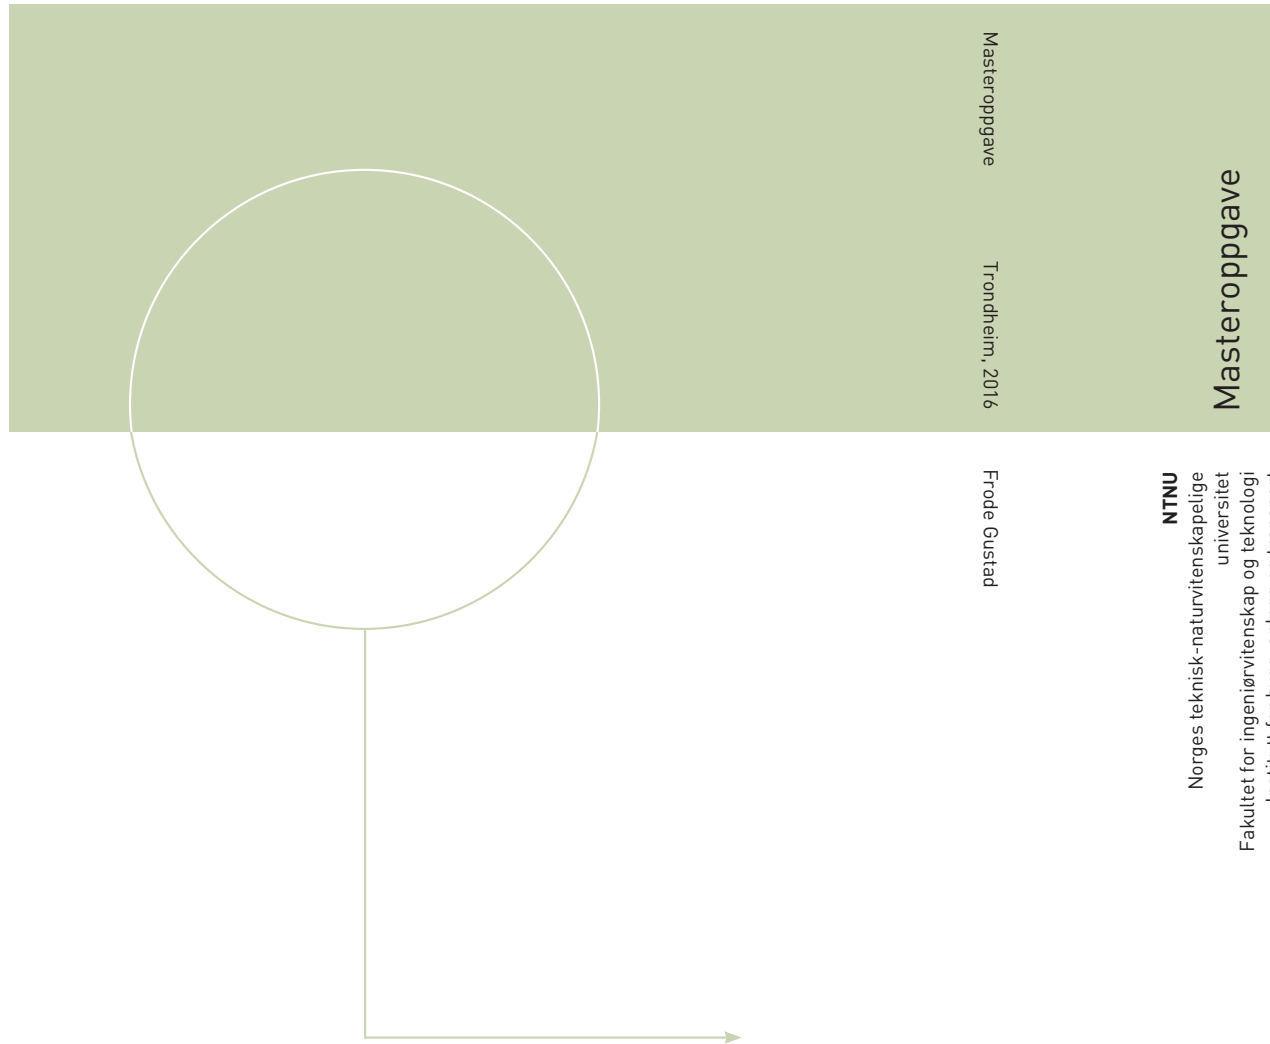 Masteroppgave
Trondheim, 2016
Frode Gustad
Masteroppgave
NTNU
Norges teknisk-naturvitenskapelige
universitet
Fakultet for ingeniørvitenskap og teknologi